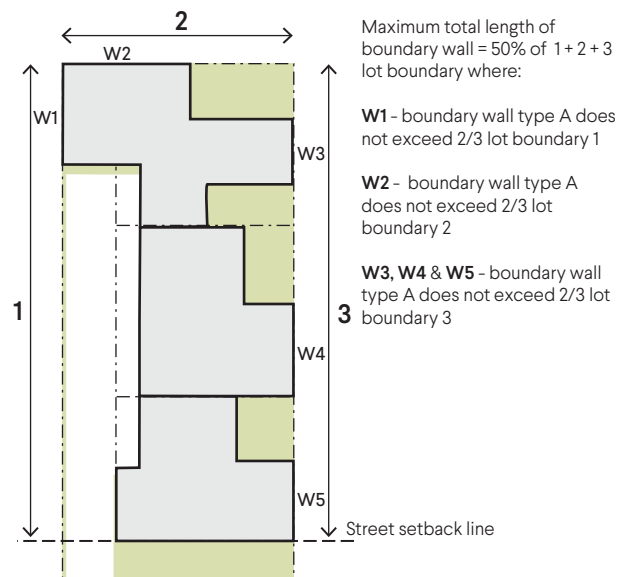 2
W2
W1
W3
1
3
W4
W5
Street setback line
Maximum total length of
boundary wall = 50% of 1 + 2 + 3
lot boundary where:
W1 - boundary wall type A does
not exceed 2/3 lot boundary 1
W2 - boundary wall type A
does not exceed 2/3 lot
boundary 2
W3, W4 & W5 - boundary wall
type A does not exceed 2/3 lot
boundary 3